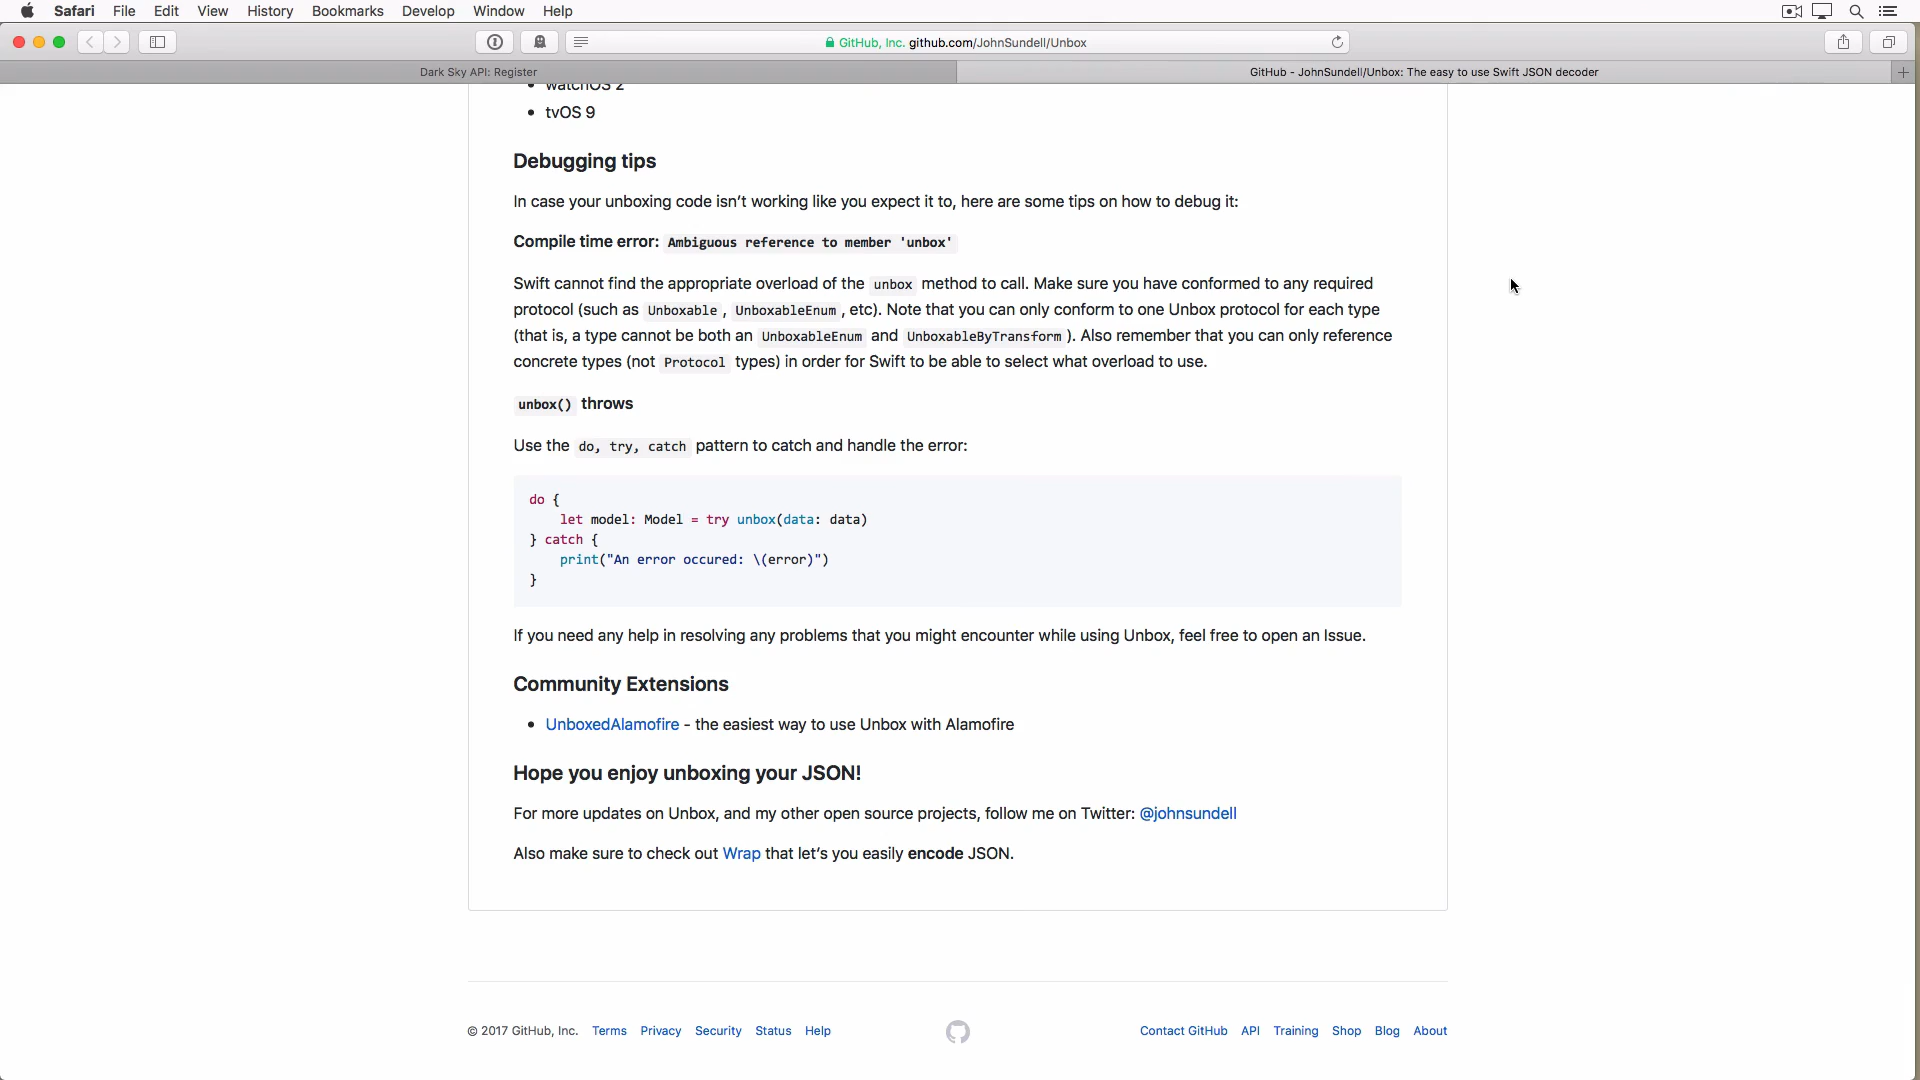 Safari File Edit View History Bookmarks Develop Window Help
GitHub, Inc. github.com/JohnSundell/Unbox
Dark Sky API: Register
GitHub - JohnSundell/Unbox: The easy to use Swift JSON decoder
• watchOS 2
• tvOS 9
Debugging tips
In case your unboxing code isn't working like you expect it to, here are some tips on how to debug it:
Compile time error: Ambiguous reference to member 'unbox'
Swift cannot find the appropriate overload of the unbox method to call. Make sure you have conformed to any required
protocol (such as Unboxable , UnboxableEnum , etc). Note that you can only conform to one Unbox protocol for each type
(that is, a type cannot be both an UnboxableEnum and UnboxableByTransform ). Also remember that you can only reference
concrete types (not Protocol types) in order for Swift to be able to select what overload to use.
unbox() throws
Use the do, try, catch pattern to catch and handle the error:
do {
    let model: Model = try unbox(data: data)
} catch {
    print("An error occured: \(error)")
}
If you need any help in resolving any problems that you might encounter while using Unbox, feel free to open an Issue.
Community Extensions
• UnboxedAlamofire - the easiest way to use Unbox with Alamofire
Hope you enjoy unboxing your JSON!
For more updates on Unbox, and my other open source projects, follow me on Twitter: @johnsundell
Also make sure to check out Wrap that let's you easily encode JSON.
© 2017 GitHub, Inc. Terms Privacy Security Status Help
Contact GitHub API Training Shop Blog About